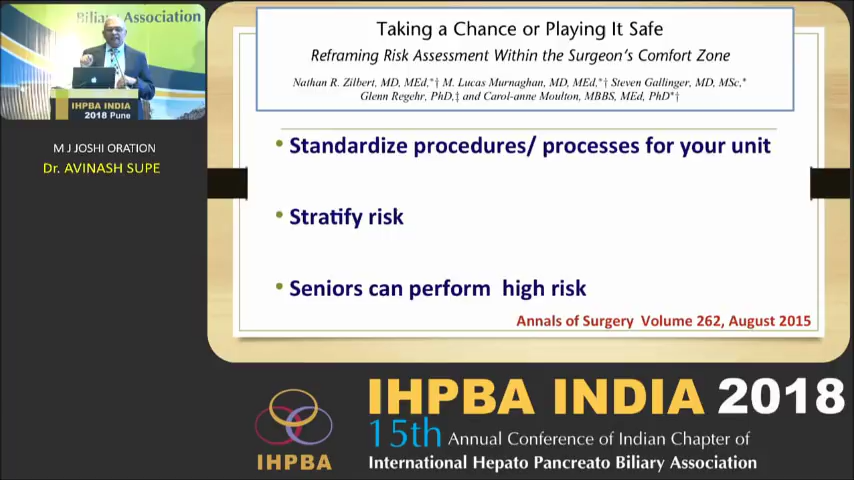 Biliary Association
IHPBA INDIA
2018 Pune
M J JOSHI ORATION
Dr. AVINASH SUPE
Taking a Chance or Playing It Safe
Reframing Risk Assessment Within the Surgeon's Comfort Zone
Nathan R. Zilbert, MD, MEd,*† M. Lucas Murnaghan, MD, MEd,*† Steven Gallinger, MD, MSc,*
Glenn Regehr, PhD,‡ and Carol-anne Moulton, MBBS, MEd, PhD*†
• Standardize procedures/ processes for your unit
• Stratify risk
• Seniors can perform high risk
Annals of Surgery Volume 262, August 2015
IHPBA
IHPBA INDIA 2018
15th Annual Conference of Indian Chapter of
International Hepato Pancreato Biliary Association